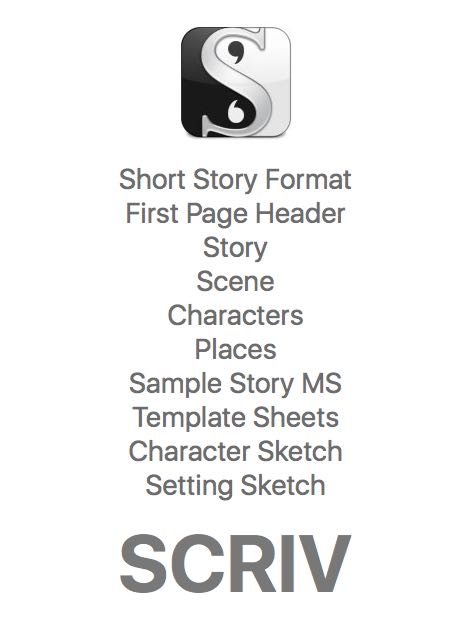 Short Story Format
First Page Header
Story
Scene
Characters
Places
Sample Story MS
Template Sheets
Character Sketch
Setting Sketch
SCRIV